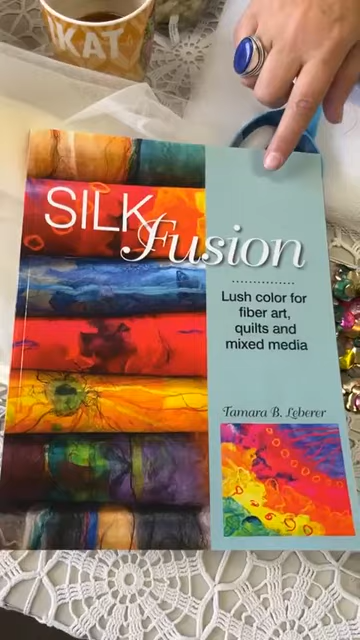 IKAT
SILK
Fusion
Lush color for
fiber art,
quilts and
mixed media
Tamara B. Leberer